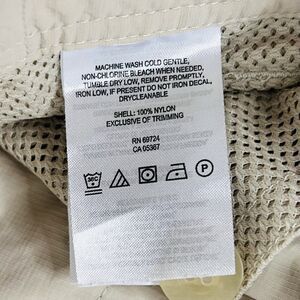 MACHINE WASH COLD GENTLE,
NON-CHLORINE BLEACH WHEN NEEDED,
TUMBLE DRY LOW, REMOVE PROMPTLY,
IRON LOW, IF PRESENT DO NOT IRON DECAL,
DRYCLEANABLE
SHELL: 100% NYLON
EXCLUSIVE OF TRIMMING
RN 69724
CA 05367